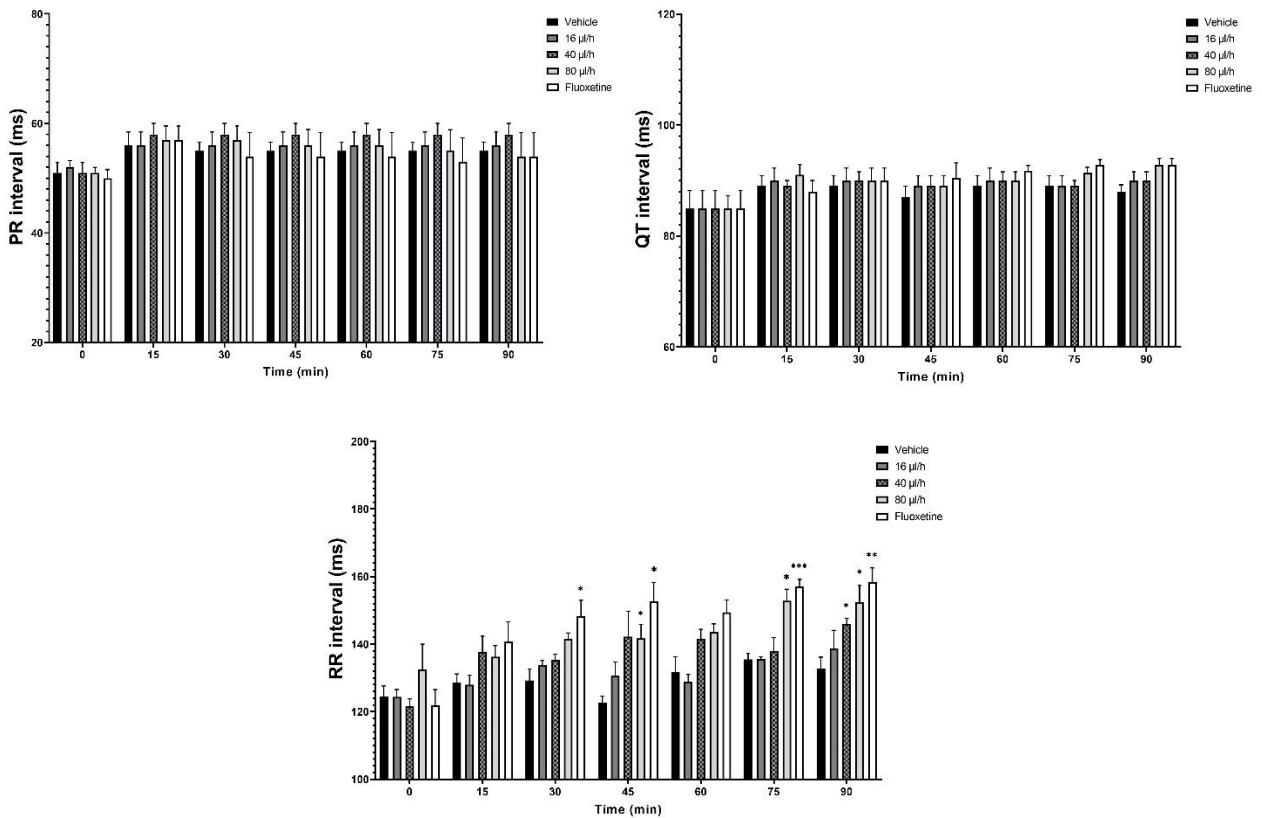 80
60
40
20
PR interval (ms)
0 15 30 45 60 75 90
Time (min)
Vehicle
16 µl/h
40 µl/h
80 µl/h
Fluoxetine
120
100
80
60
QT interval (ms)
0 15 30 45 60 75 90
Time (min)
Vehicle
16 µl/h
40 µl/h
80 µl/h
Fluoxetine
200
180
160
140
120
100
RR interval (ms)
* * * * *** * * **
0 15 30 45 60 75 90
Time (min)
Vehicle
16 µl/h
40 µl/h
80 µl/h
Fluoxetine